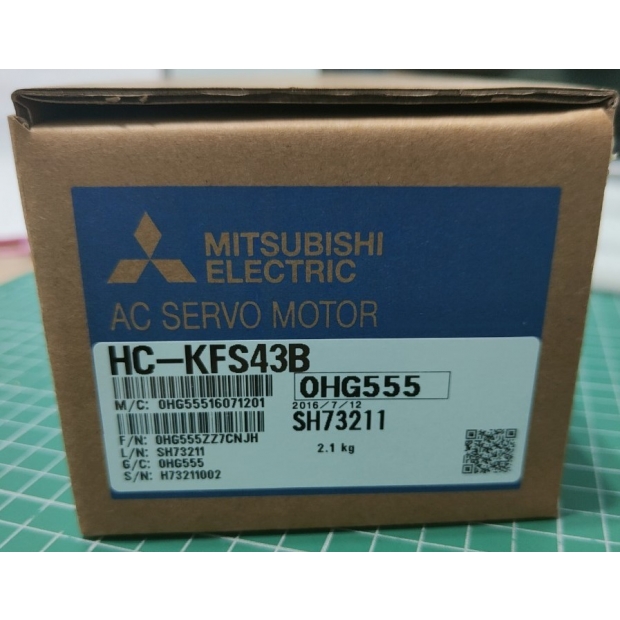 MITSUBISHI
ELECTRIC
AC SERVO MOTOR
HC-KFS43B
0HG555
M/C: 0HG55516071201
2016/7/12
SH73211
F/N: 0HG555ZZ7CNJH
L/N: SH73211
2.1 kg
G/C: 0HG555
S/N: H73211002